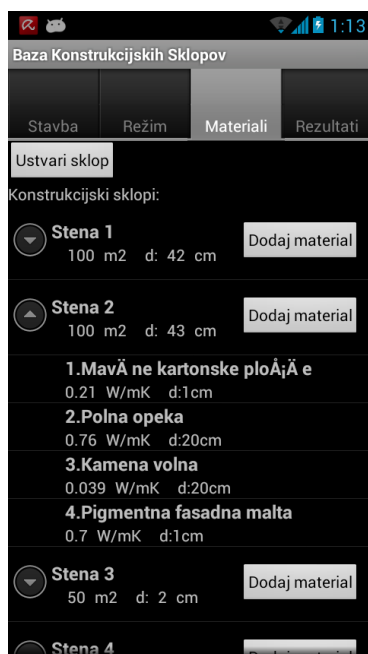 1:13
Baza Konstrukcijskih Sklopov
Stavba Režim Materiali Rezultati
Ustvari sklop
Konstrukcijski sklopi:
Stena 1
100 m2 d: 42 cm
Dodaj material
Stena 2
100 m2 d: 43 cm
Dodaj material
1.MavÄ ne kartonske ploÅ¡Ä e
0.21 W/mK d:1cm
2.Polna opeka
0.76 W/mK d:20cm
3.Kamena volna
0.039 W/mK d:20cm
4.Pigmentna fasadna malta
0.7 W/mK d:1cm
Stena 3
50 m2 d: 2 cm
Dodaj material
Stena 4